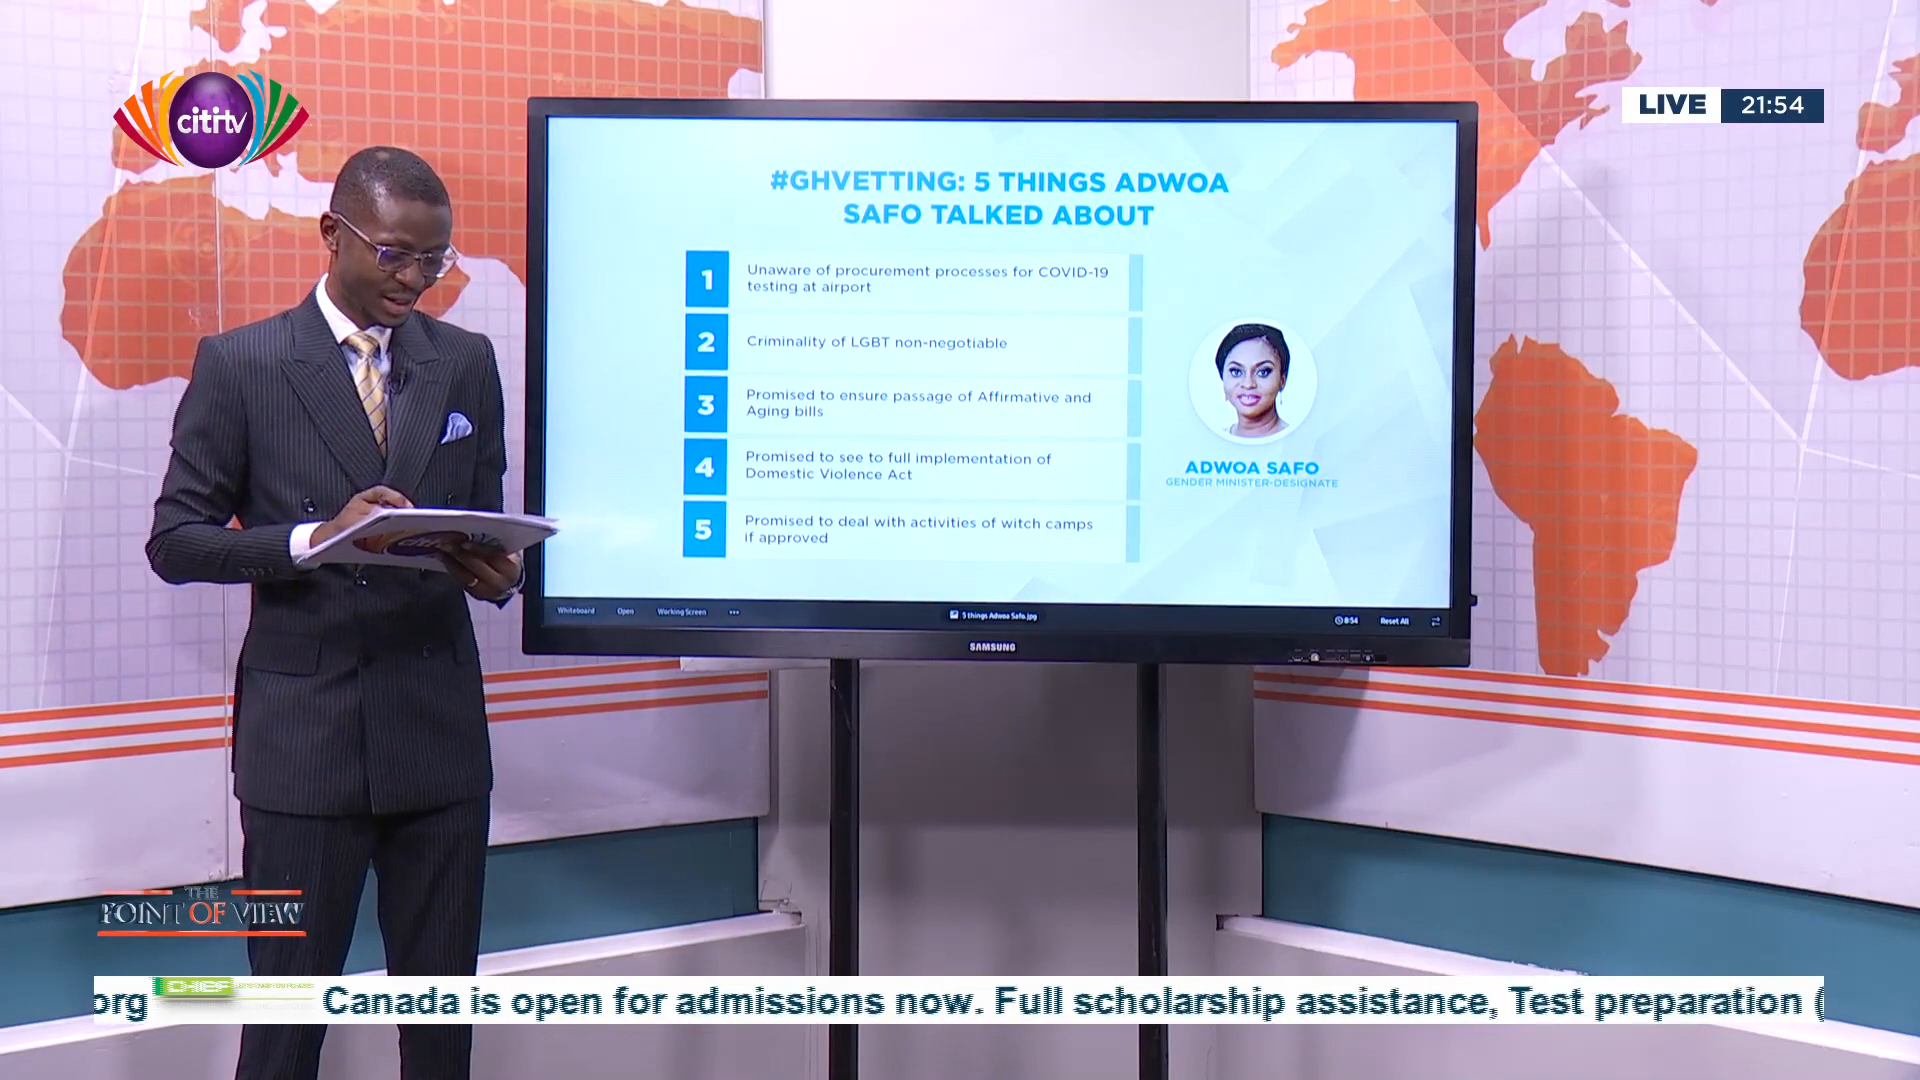 citi tv
LIVE 21:54
#GHVETTING: 5 THINGS ADWOA
SAFO TALKED ABOUT
1
Unaware of procurement processes for COVID-19
testing at airport
2
Criminality of LGBT non-negotiable
3
Promised to ensure passage of Affirmative and
Aging bills
4
Promised to see to full implementation of
Domestic Violence Act
5
Promised to deal with activities of witch camps
if approved
ADWOA SAFO
GENDER MINISTER-DESIGNATE
Whiteboard Open Working Screen
5 things Adwoa Safo.jpg
8:54 Reset All
SAMSUNG
citi
THE
POINT OF VIEW
org CHIEF Canada is open for admissions now. Full scholarship assistance, Test preparation (